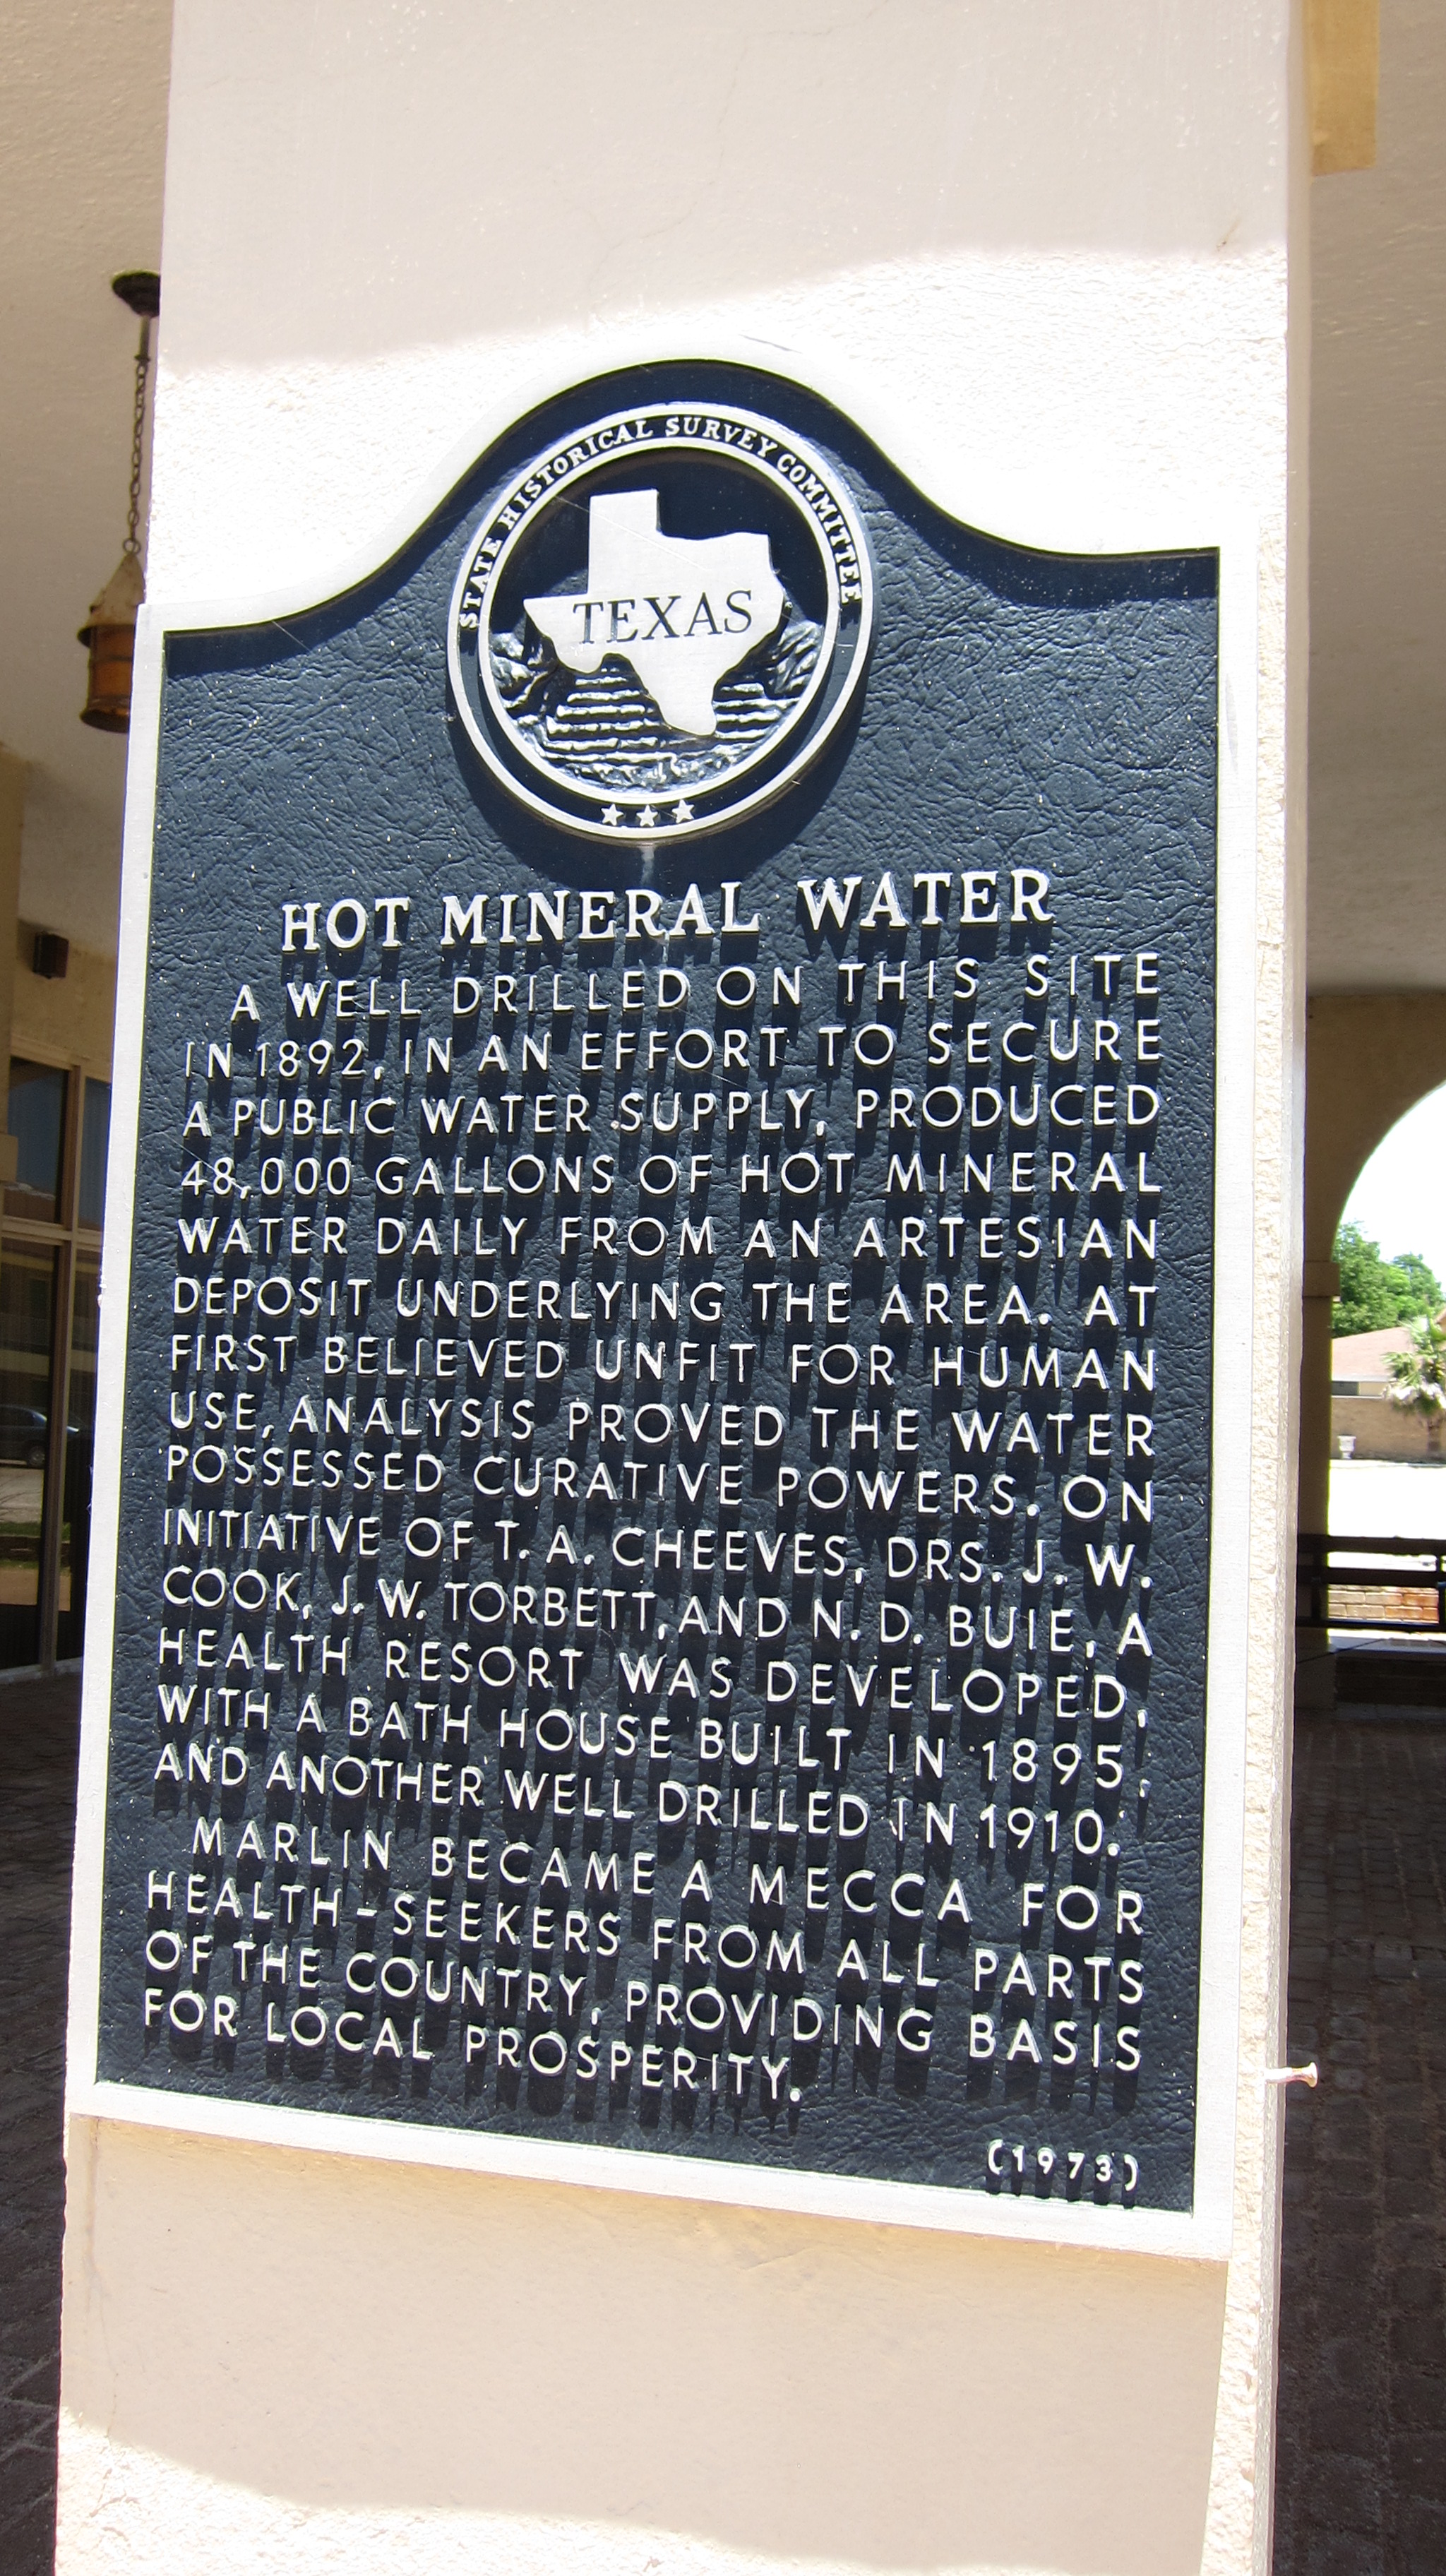 STATE HISTORICAL SURVEY COMMITTEE
TEXAS
HOT MINERAL WATER
A WELL DRILLED ON THIS SITE
IN 1892, IN AN EFFORT TO SECURE
A PUBLIC WATER SUPPLY, PRODUCED
48,000 GALLONS OF HOT MINERAL
WATER DAILY FROM AN ARTESIAN
DEPOSIT UNDERLYING THE AREA. AT
FIRST BELIEVED UNFIT FOR HUMAN
USE, ANALYSIS PROVED THE WATER
POSSESSED CURATIVE POWERS. ON
INITIATIVE OF T. A. CHEEVES, DRS. J. W.
COOK, J. W. TORBETT, AND N. D. BUIE, A
HEALTH RESORT WAS DEVELOPED,
WITH A BATH HOUSE BUILT IN 1895,
AND ANOTHER WELL DRILLED IN 1910.
MARLIN BECAME A MECCA FOR
HEALTH-SEEKERS FROM ALL PARTS
OF THE COUNTRY, PROVIDING BASIS
FOR LOCAL PROSPERITY.
(1973)